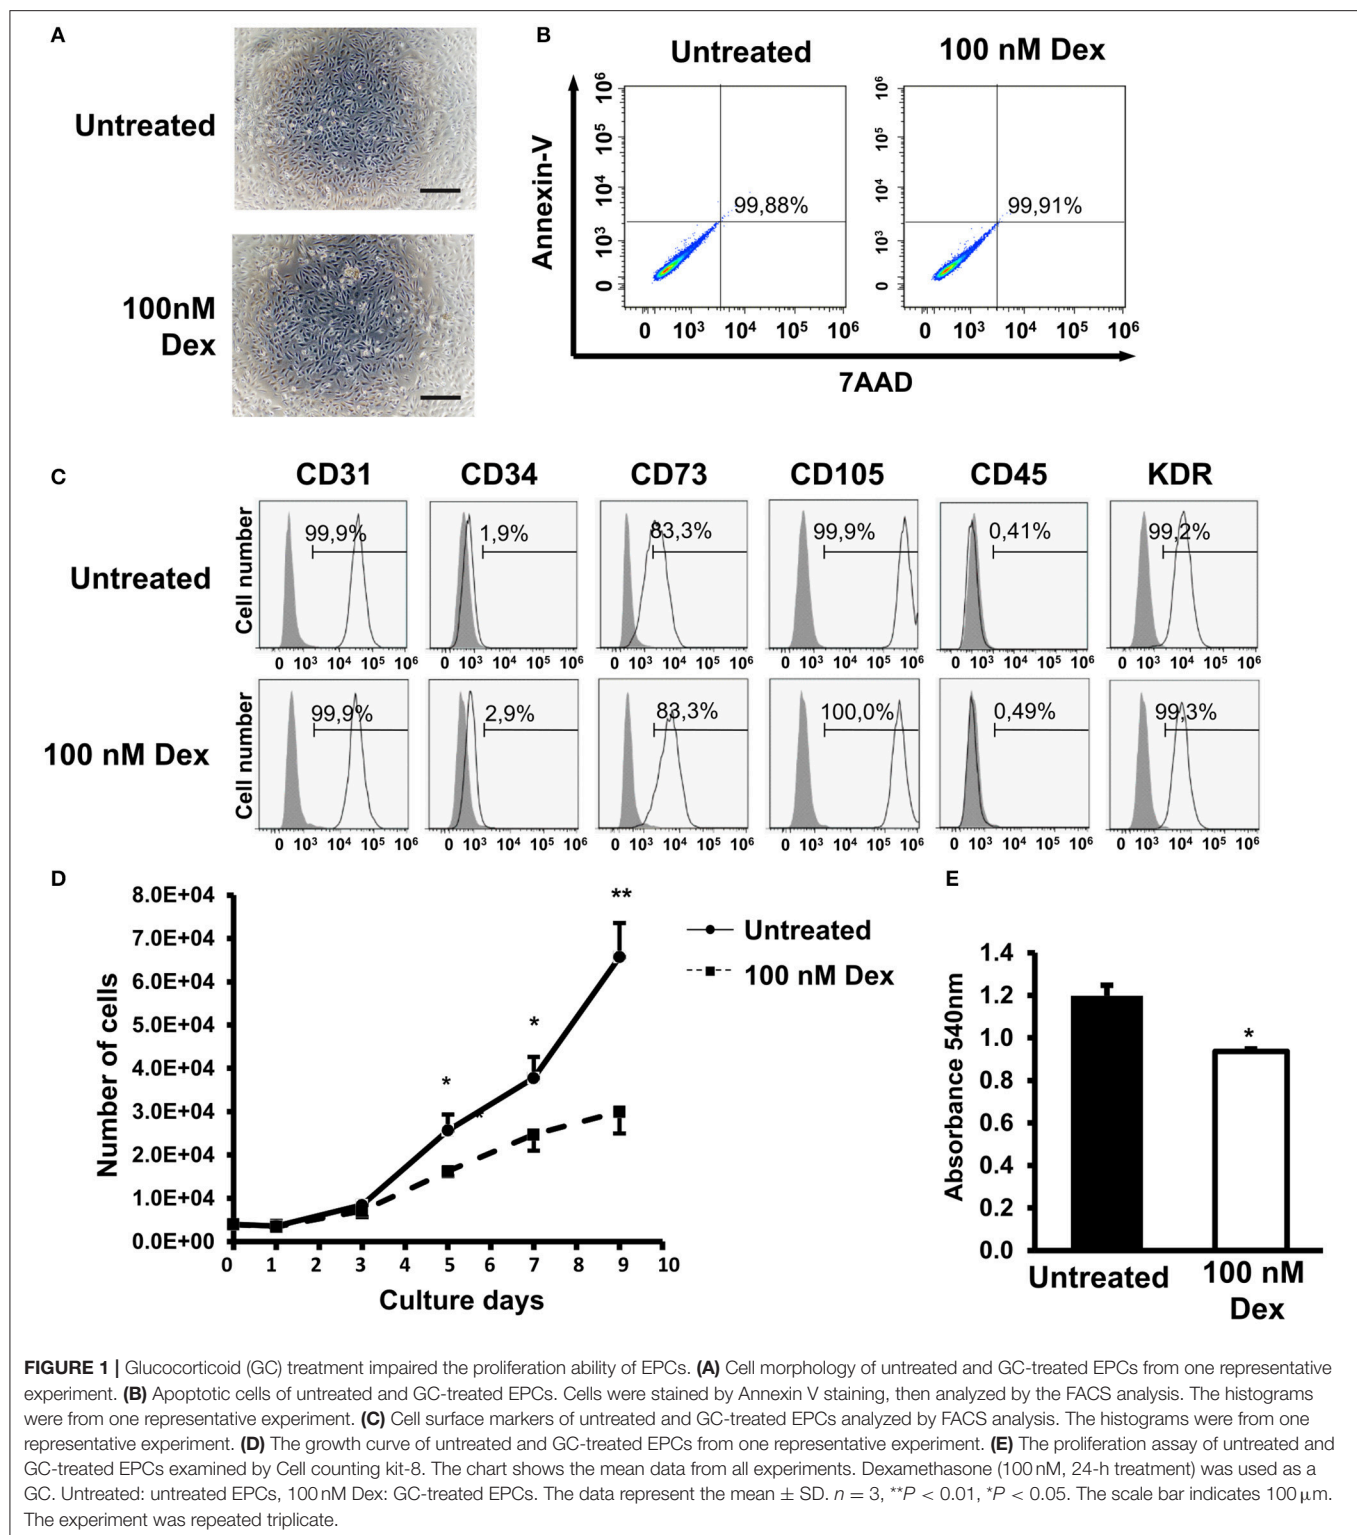 A
B
Untreated
100 nM Dex
Untreated
100nM
Dex
Annexin-V
10⁶
10⁵
10⁴
10³
0
99,88%
0 10³ 10⁴ 10⁵ 10⁶
10⁶
10⁵
10⁴
10³
0
99,91%
0 10³ 10⁴ 10⁵ 10⁶
7AAD
C
CD31 CD34 CD73 CD105 CD45 KDR
Untreated
Cell number
99,9% 1,9% 83,3% 99,9% 0,41% 99,2%
0 10³ 10⁴ 10⁵ 10⁶ 0 10³ 10⁴ 10⁵ 10⁶ 0 10³ 10⁴ 10⁵ 10⁶ 0 10³ 10⁴ 10⁵ 10⁶ 0 10³ 10⁴ 10⁵ 10⁶ 0 10³ 10⁴ 10⁵ 10⁶
100 nM Dex
Cell number
99,9% 2,9% 83,3% 100,0% 0,49% 99,3%
0 10³ 10⁴ 10⁵ 10⁶ 0 10³ 10⁴ 10⁵ 10⁶ 0 10³ 10⁴ 10⁵ 10⁶ 0 10³ 10⁴ 10⁵ 10⁶ 0 10³ 10⁴ 10⁵ 10⁶ 0 10³ 10⁴ 10⁵ 10⁶
D
Number of cells
8.0E+04
7.0E+04
6.0E+04
5.0E+04
4.0E+04
3.0E+04
2.0E+04
1.0E+04
0.0E+00
*
*
*
**
0 1 2 3 4 5 6 7 8 9 10
Culture days
Untreated
100 nM Dex
E
Absorbance 540nm
1.4
1.2
1.0
0.8
0.6
0.4
0.2
0.0
*
Untreated
100 nM
Dex
FIGURE 1 | Glucocorticoid (GC) treatment impaired the proliferation ability of EPCs. (A) Cell morphology of untreated and GC-treated EPCs from one representative
experiment. (B) Apoptotic cells of untreated and GC-treated EPCs. Cells were stained by Annexin V staining, then analyzed by the FACS analysis. The histograms
were from one representative experiment. (C) Cell surface markers of untreated and GC-treated EPCs analyzed by FACS analysis. The histograms were from one
representative experiment. (D) The growth curve of untreated and GC-treated EPCs from one representative experiment. (E) The proliferation assay of untreated and
GC-treated EPCs examined by Cell counting kit-8. The chart shows the mean data from all experiments. Dexamethasone (100 nM, 24-h treatment) was used as a
GC. Untreated: untreated EPCs, 100 nM Dex: GC-treated EPCs. The data represent the mean ± SD. n = 3, **P < 0.01, *P < 0.05. The scale bar indicates 100 μm.
The experiment was repeated triplicate.